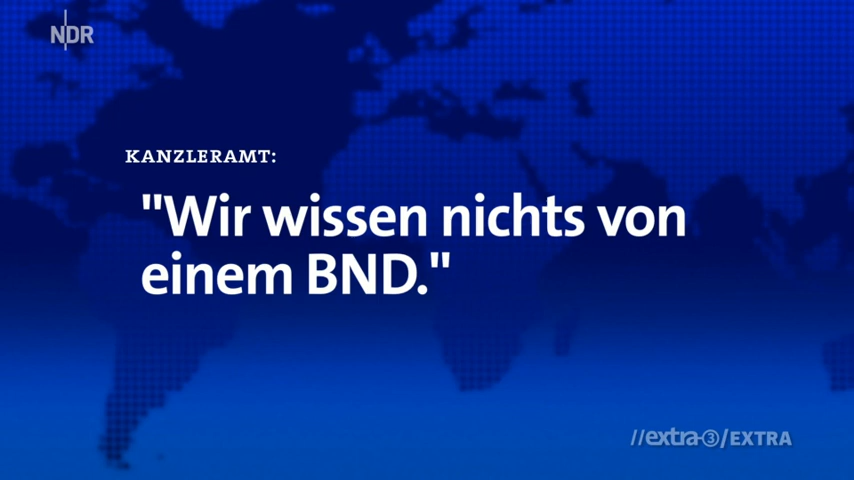 NDR
KANZLERAMT:
"Wir wissen nichts von
einem BND."
//extra3/EXTRA